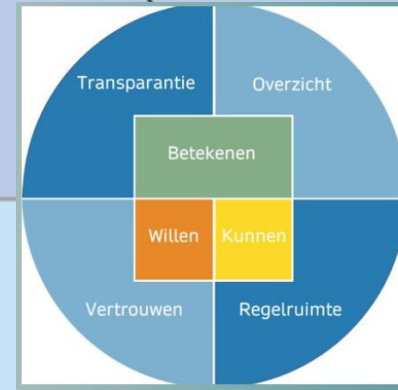 Transparantie
Overzicht
Betekenen
Willen
Kunnen
Vertrouwen
Regelruimte